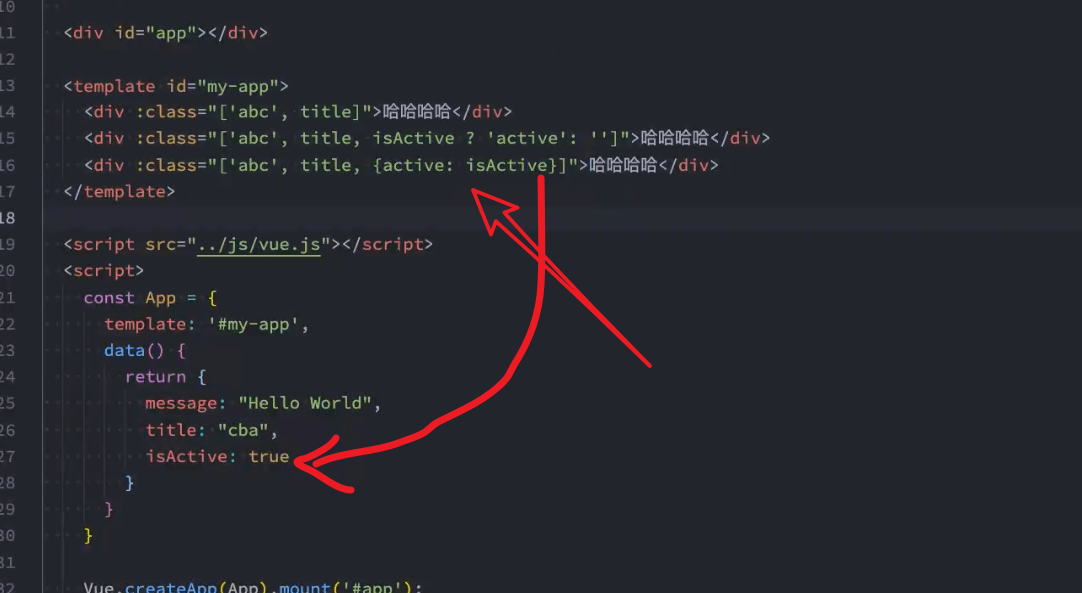 10
11 <div id="app"></div>
12
13 <template id="my-app">
14 <div :class="['abc', title]">哈哈哈哈</div>
15 <div :class="['abc', title, isActive ? 'active': '']">哈哈哈哈</div>
16 <div :class="['abc', title, {active: isActive}]">哈哈哈哈</div>
17 </template>
18
19 <script src="../js/vue.js"></script>
20 <script>
21 const App = {
22 template: '#my-app',
23 data() {
24 return {
25 message: "Hello World",
26 title: "cba",
27 isActive: true
28 }
29 }
30 }
31
32 Vue.createApp(App).mount('#app');